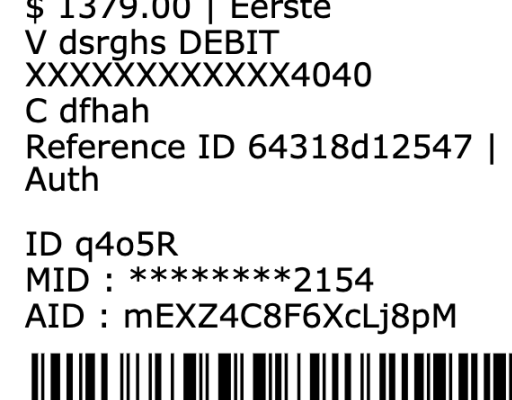 $ 1379.00 | Eerste
V dsrghs DEBIT
XXXXXXXXXXXX4040
C dfhah
Reference ID 64318d12547 |
Auth
ID q4o5R
MID : ********2154
AID : mEXZ4C8F6XcLj8pM